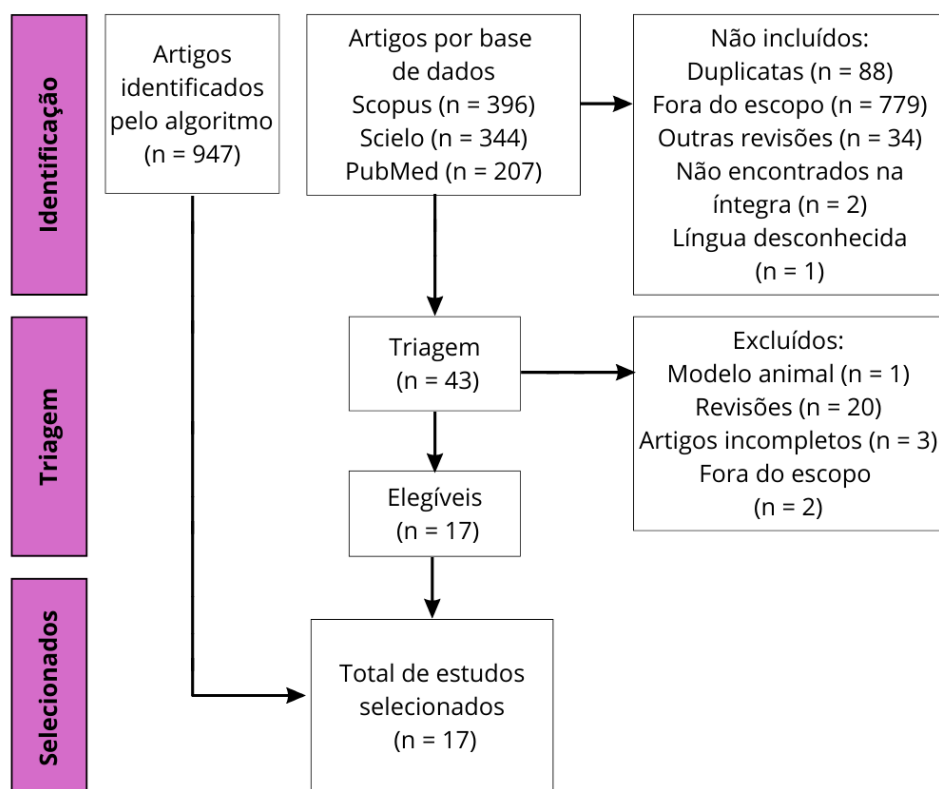 Identificação
Artigos
identificados
pelo algoritmo
(n = 947)
Artigos por base
de dados
Scopus (n = 396)
Scielo (n = 344)
PubMed (n = 207)
Não incluídos:
Duplicatas (n = 88)
Fora do escopo (n = 779)
Outras revisões (n = 34)
Não encontrados na
íntegra (n = 2)
Língua desconhecida
(n = 1)
Triagem
Triagem
(n = 43)
Excluídos:
Modelo animal (n = 1)
Revisões (n = 20)
Artigos incompletos (n = 3)
Fora do escopo
(n = 2)
Elegíveis
(n = 17)
Selecionados
Total de estudos
selecionados
(n = 17)